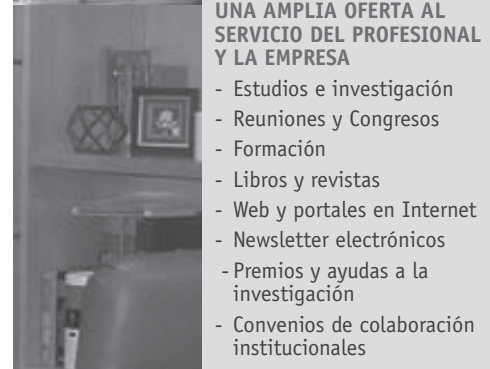 UNA AMPLIA OFERTA AL
SERVICIO DEL PROFESIONAL
Y LA EMPRESA
- Estudios e investigación
- Reuniones y Congresos
- Formación
- Libros y revistas
- Web y portales en Internet
- Newsletter electrónicos
- Premios y ayudas a la
investigación
- Convenios de colaboración
institucionales